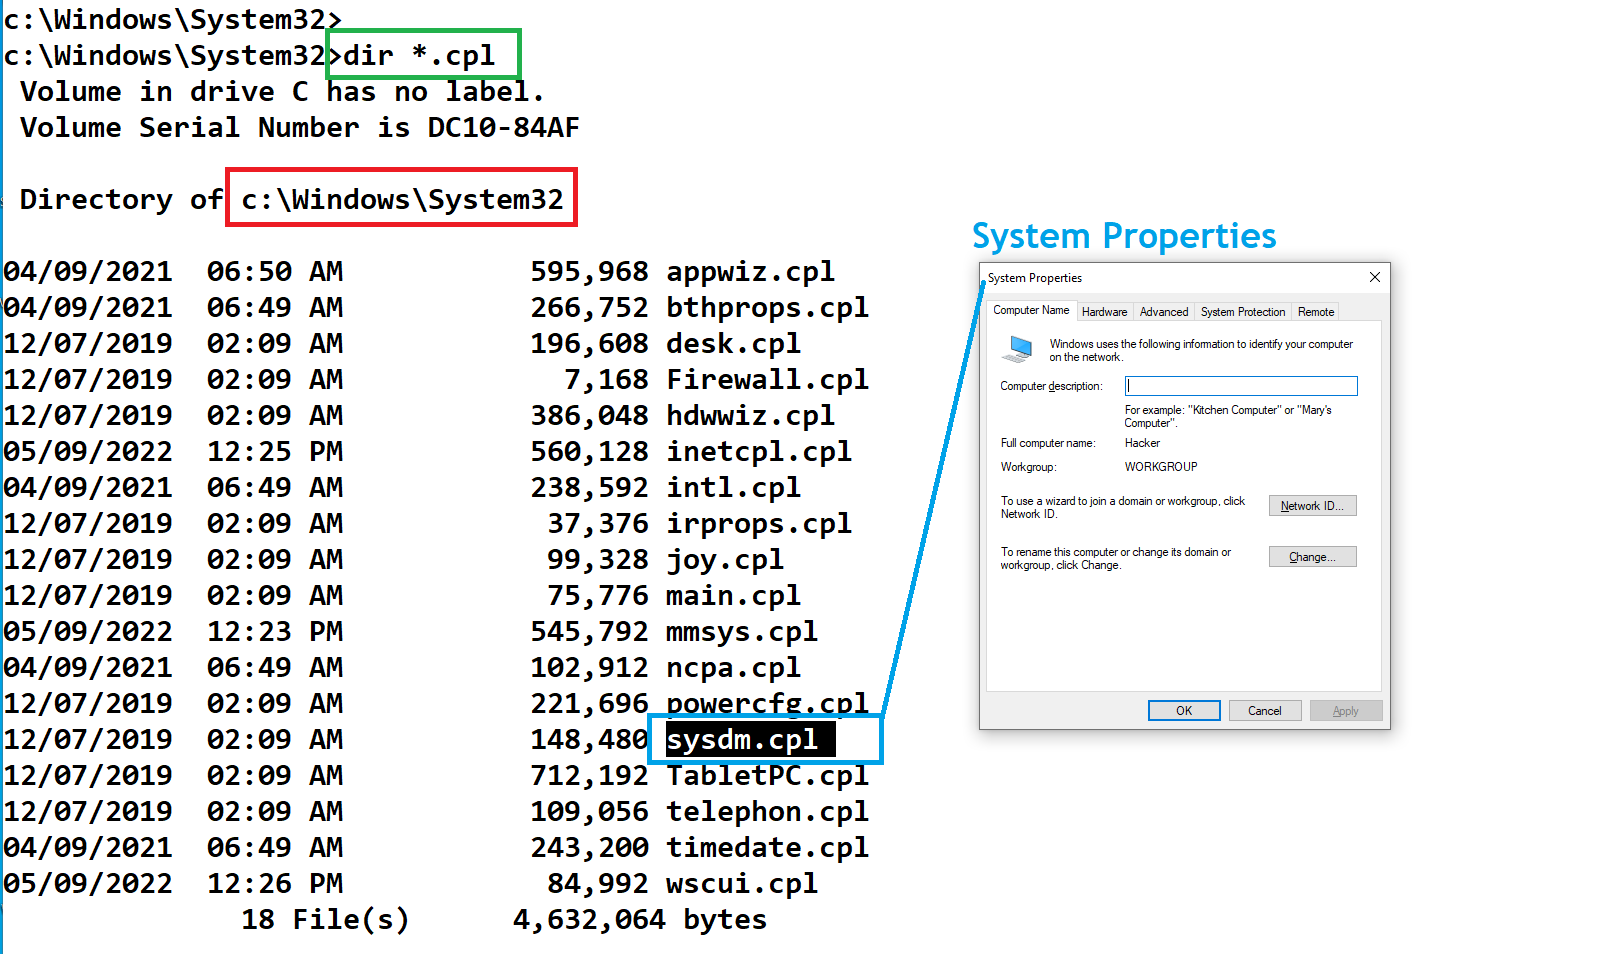 c:\Windows\System32>
c:\Windows\System32>dir *.cpl
Volume in drive C has no label.
Volume Serial Number is DC10-84AF
Directory of c:\Windows\System32
04/09/2021  06:50 AM           595,968 appwiz.cpl
04/09/2021  06:49 AM           266,752 bthprops.cpl
12/07/2019  02:09 AM           196,608 desk.cpl
12/07/2019  02:09 AM             7,168 Firewall.cpl
12/07/2019  02:09 AM           386,048 hdwwiz.cpl
05/09/2022  12:25 PM           560,128 inetcpl.cpl
04/09/2021  06:49 AM           238,592 intl.cpl
12/07/2019  02:09 AM            37,376 irprops.cpl
12/07/2019  02:09 AM            99,328 joy.cpl
12/07/2019  02:09 AM            75,776 main.cpl
05/09/2022  12:23 PM           545,792 mmsys.cpl
04/09/2021  06:49 AM           102,912 ncpa.cpl
12/07/2019  02:09 AM           221,696 powercfg.cpl
12/07/2019  02:09 AM           148,480 sysdm.cpl
12/07/2019  02:09 AM           712,192 TabletPC.cpl
12/07/2019  02:09 AM           109,056 telephon.cpl
04/09/2021  06:49 AM           243,200 timedate.cpl
05/09/2022  12:26 PM            84,992 wscui.cpl
18 File(s)      4,632,064 bytes
System Properties
System Properties
Computer Name Hardware Advanced System Protection Remote
Windows uses the following information to identify your computer
on the network.
Computer description:
For example: "Kitchen Computer" or "Mary's
Computer".
Full computer name: Hacker
Workgroup: WORKGROUP
To use a wizard to join a domain or workgroup, click
Network ID.
Network ID...
To rename this computer or change its domain or
workgroup, click Change.
Change...
OK Cancel Apply